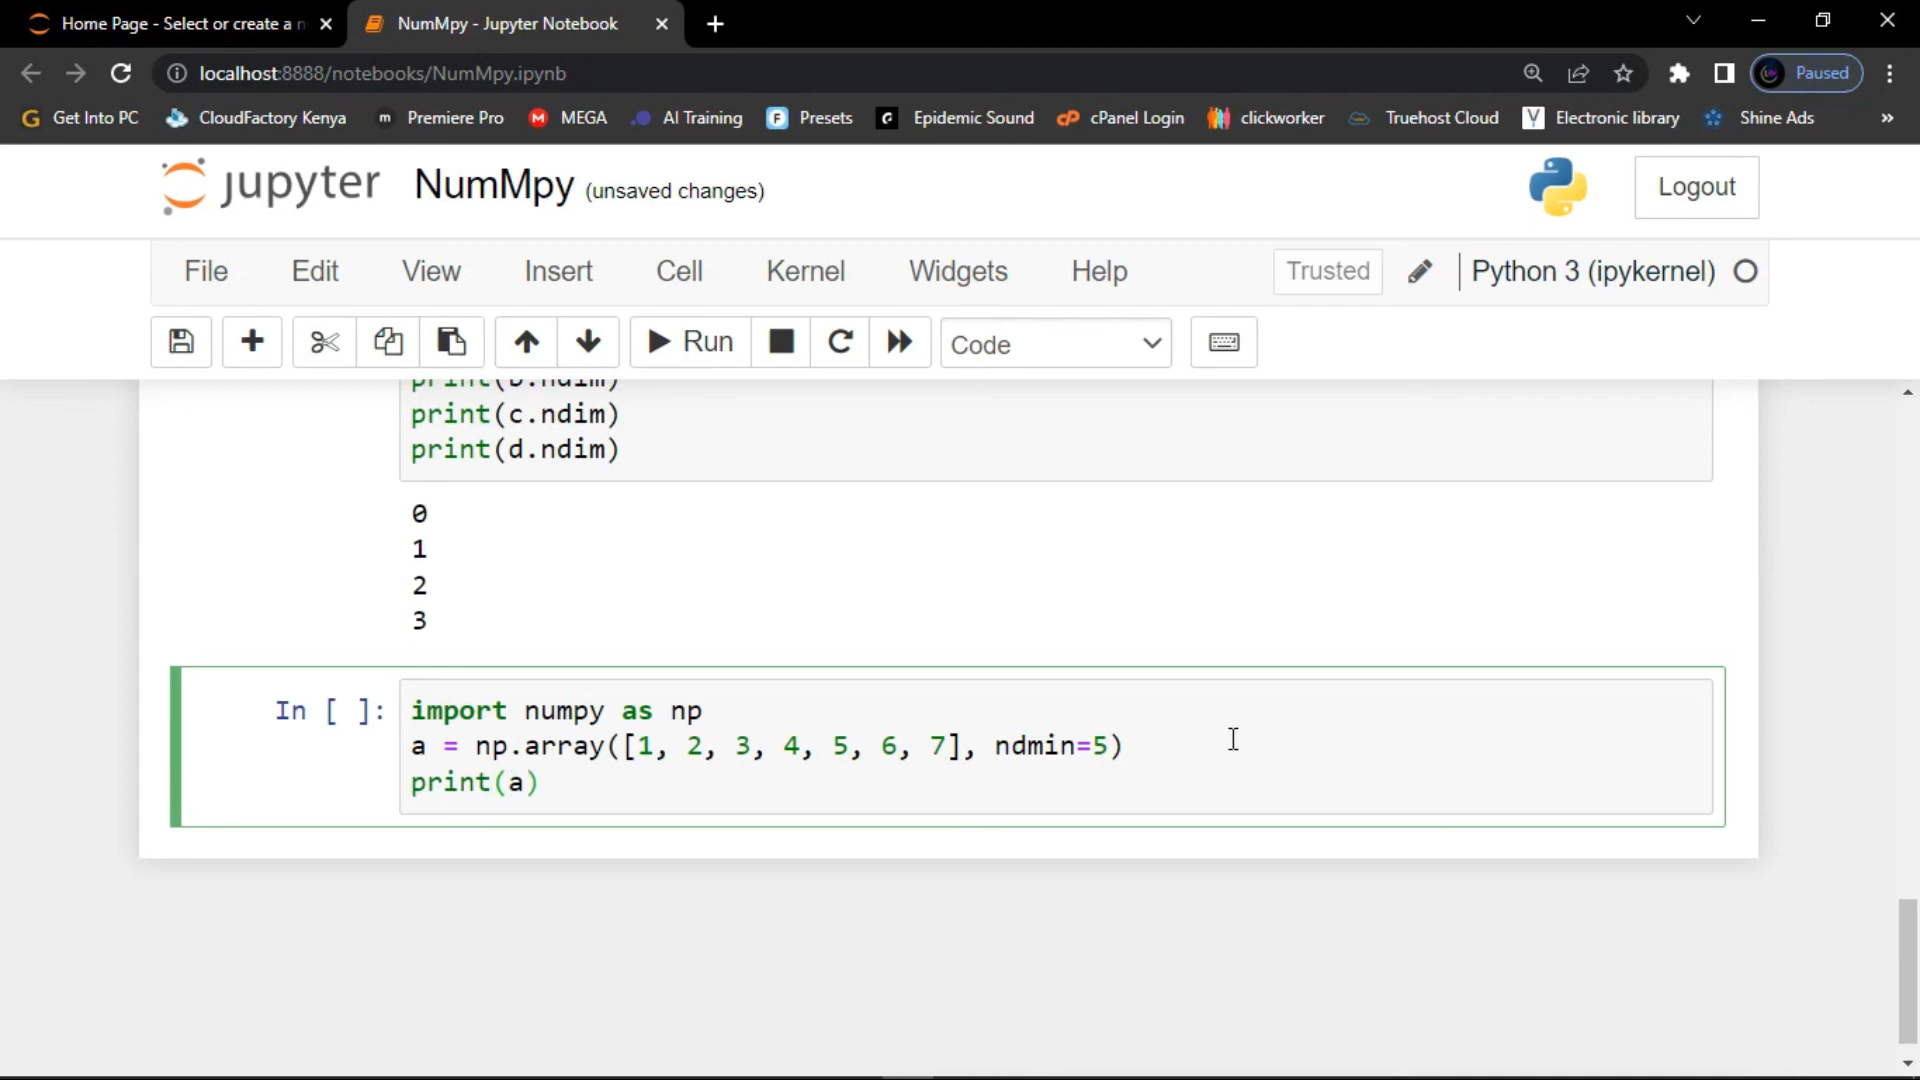 Home Page - Select or create a n
NumMpy - Jupyter Notebook
localhost:8888/notebooks/NumMpy.ipynb
Paused
Get Into PC
CloudFactory Kenya
Premiere Pro
MEGA
AI Training
Presets
Epidemic Sound
cPanel Login
clickworker
Truehost Cloud
Electronic library
Shine Ads
»
jupyter NumMpy (unsaved changes)
Logout
File Edit View Insert Cell Kernel Widgets Help
Trusted
Python 3 (ipykernel)
Run
Code
print(b.ndim)
print(c.ndim)
print(d.ndim)
0
1
2
3
In [ ]: import numpy as np
a = np.array([1, 2, 3, 4, 5, 6, 7], ndmin=5)
print(a)